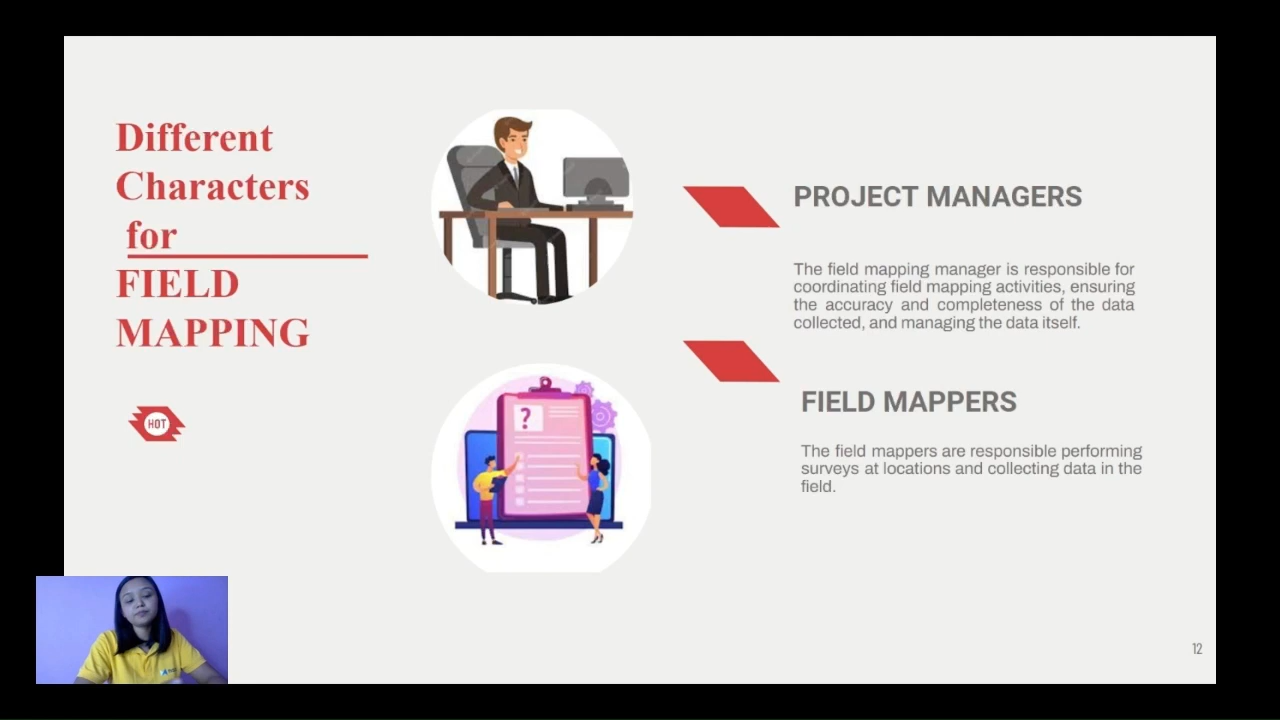 Different
Characters
for
FIELD
MAPPING
HOT
PROJECT MANAGERS
The field mapping manager is responsible for
coordinating field mapping activities, ensuring
the accuracy and completeness of the data
collected, and managing the data itself.
?
FIELD MAPPERS
The field mappers are responsible performing
surveys at locations and collecting data in the
field.
12